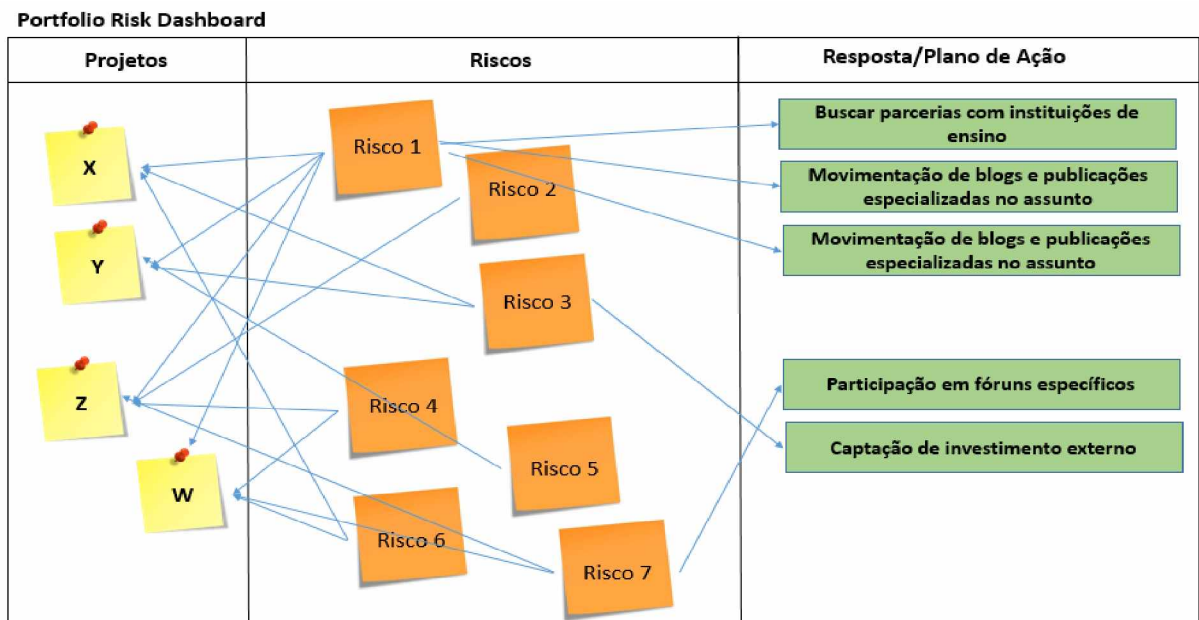 Portfolio Risk Dashboard
Projetos
Riscos
Resposta/Plano de Ação
X
Y
Z
W
Risco 1
Risco 2
Risco 3
Risco 4
Risco 5
Risco 6
Risco 7
Buscar parcerias com instituições de
ensino
Movimentação de blogs e publicações
especializadas no assunto
Movimentação de blogs e publicações
especializadas no assunto
Participação em fóruns específicos
Captação de investimento externo